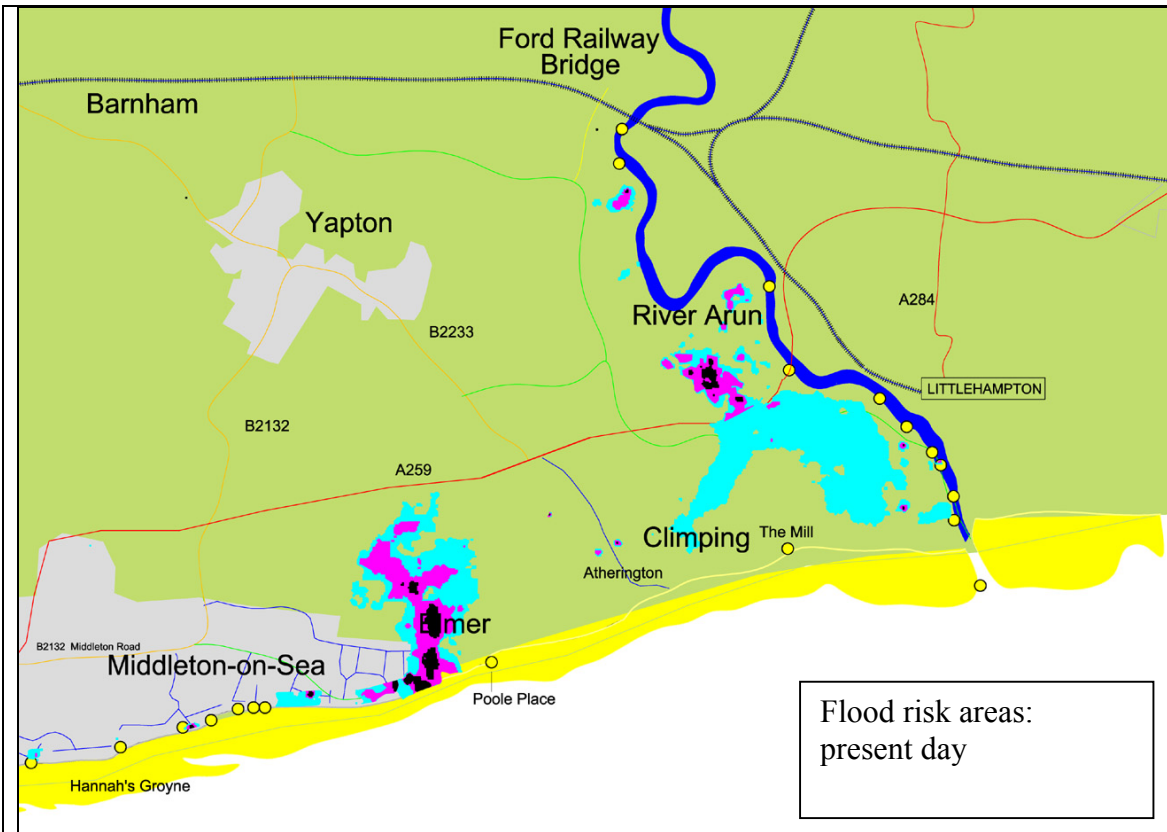 Ford Railway
Bridge
Barnham
Yapton
A284
River Arun
B2233
LITTLEHAMPTON
B2132
A259
Climping
The Mill
Atherington
Elmer
B2132 Middleton Road
Middleton-on-Sea
Poole Place
Flood risk areas:
present day
Hannah's Groyne